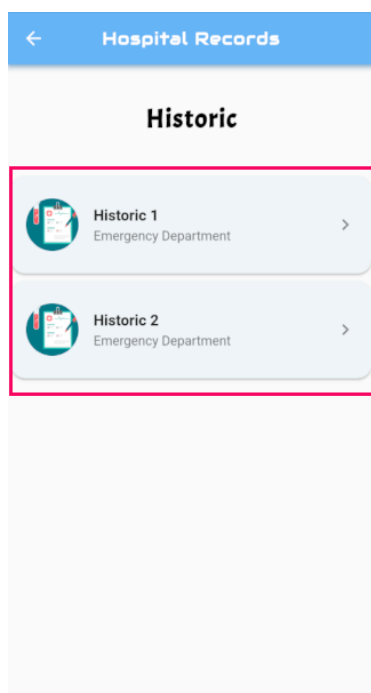 Hospital Records
Historic
Historic 1
Emergency Department
Historic 2
Emergency Department